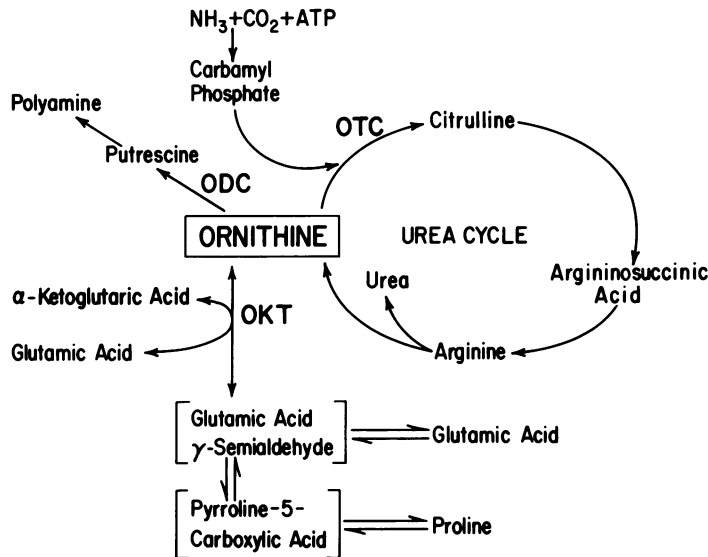 NH₃+CO₂+ATP
Carbamyl
Phosphate
Polyamine
Putrescine
ODC
OTC
Citrulline
ORNITHINE
UREA CYCLE
Argininosuccinic
Acid
Urea
Arginine
α-Ketoglutaric Acid
OKT
Glutamic Acid
Glutamic Acid
γ-Semialdehyde
Glutamic Acid
Pyrroline-5-
Carboxylic Acid
Proline